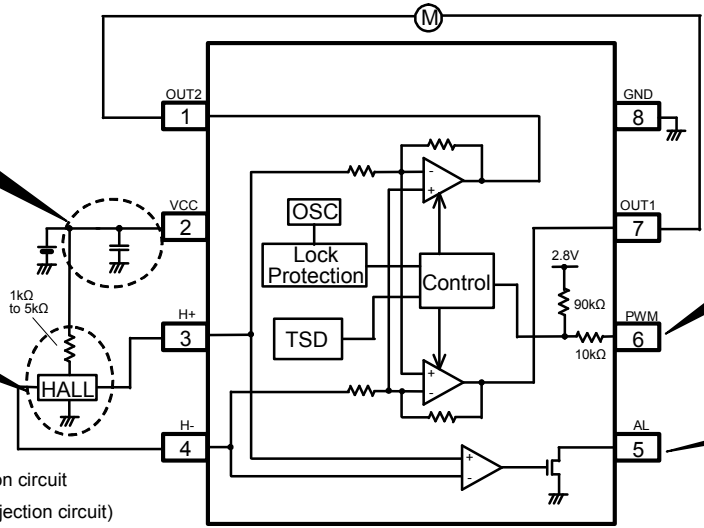 M
OUT2
1
GND
8
VCC
2
OSC
Lock
Protection
Control
TSD
OUT1
7
2.8V
90kΩ
10kΩ
PWM
6
1kΩ
to 5kΩ
H+
3
HALL
H-
4
AL
5
-
+
+
-
+
-
on circuit
jection circuit)